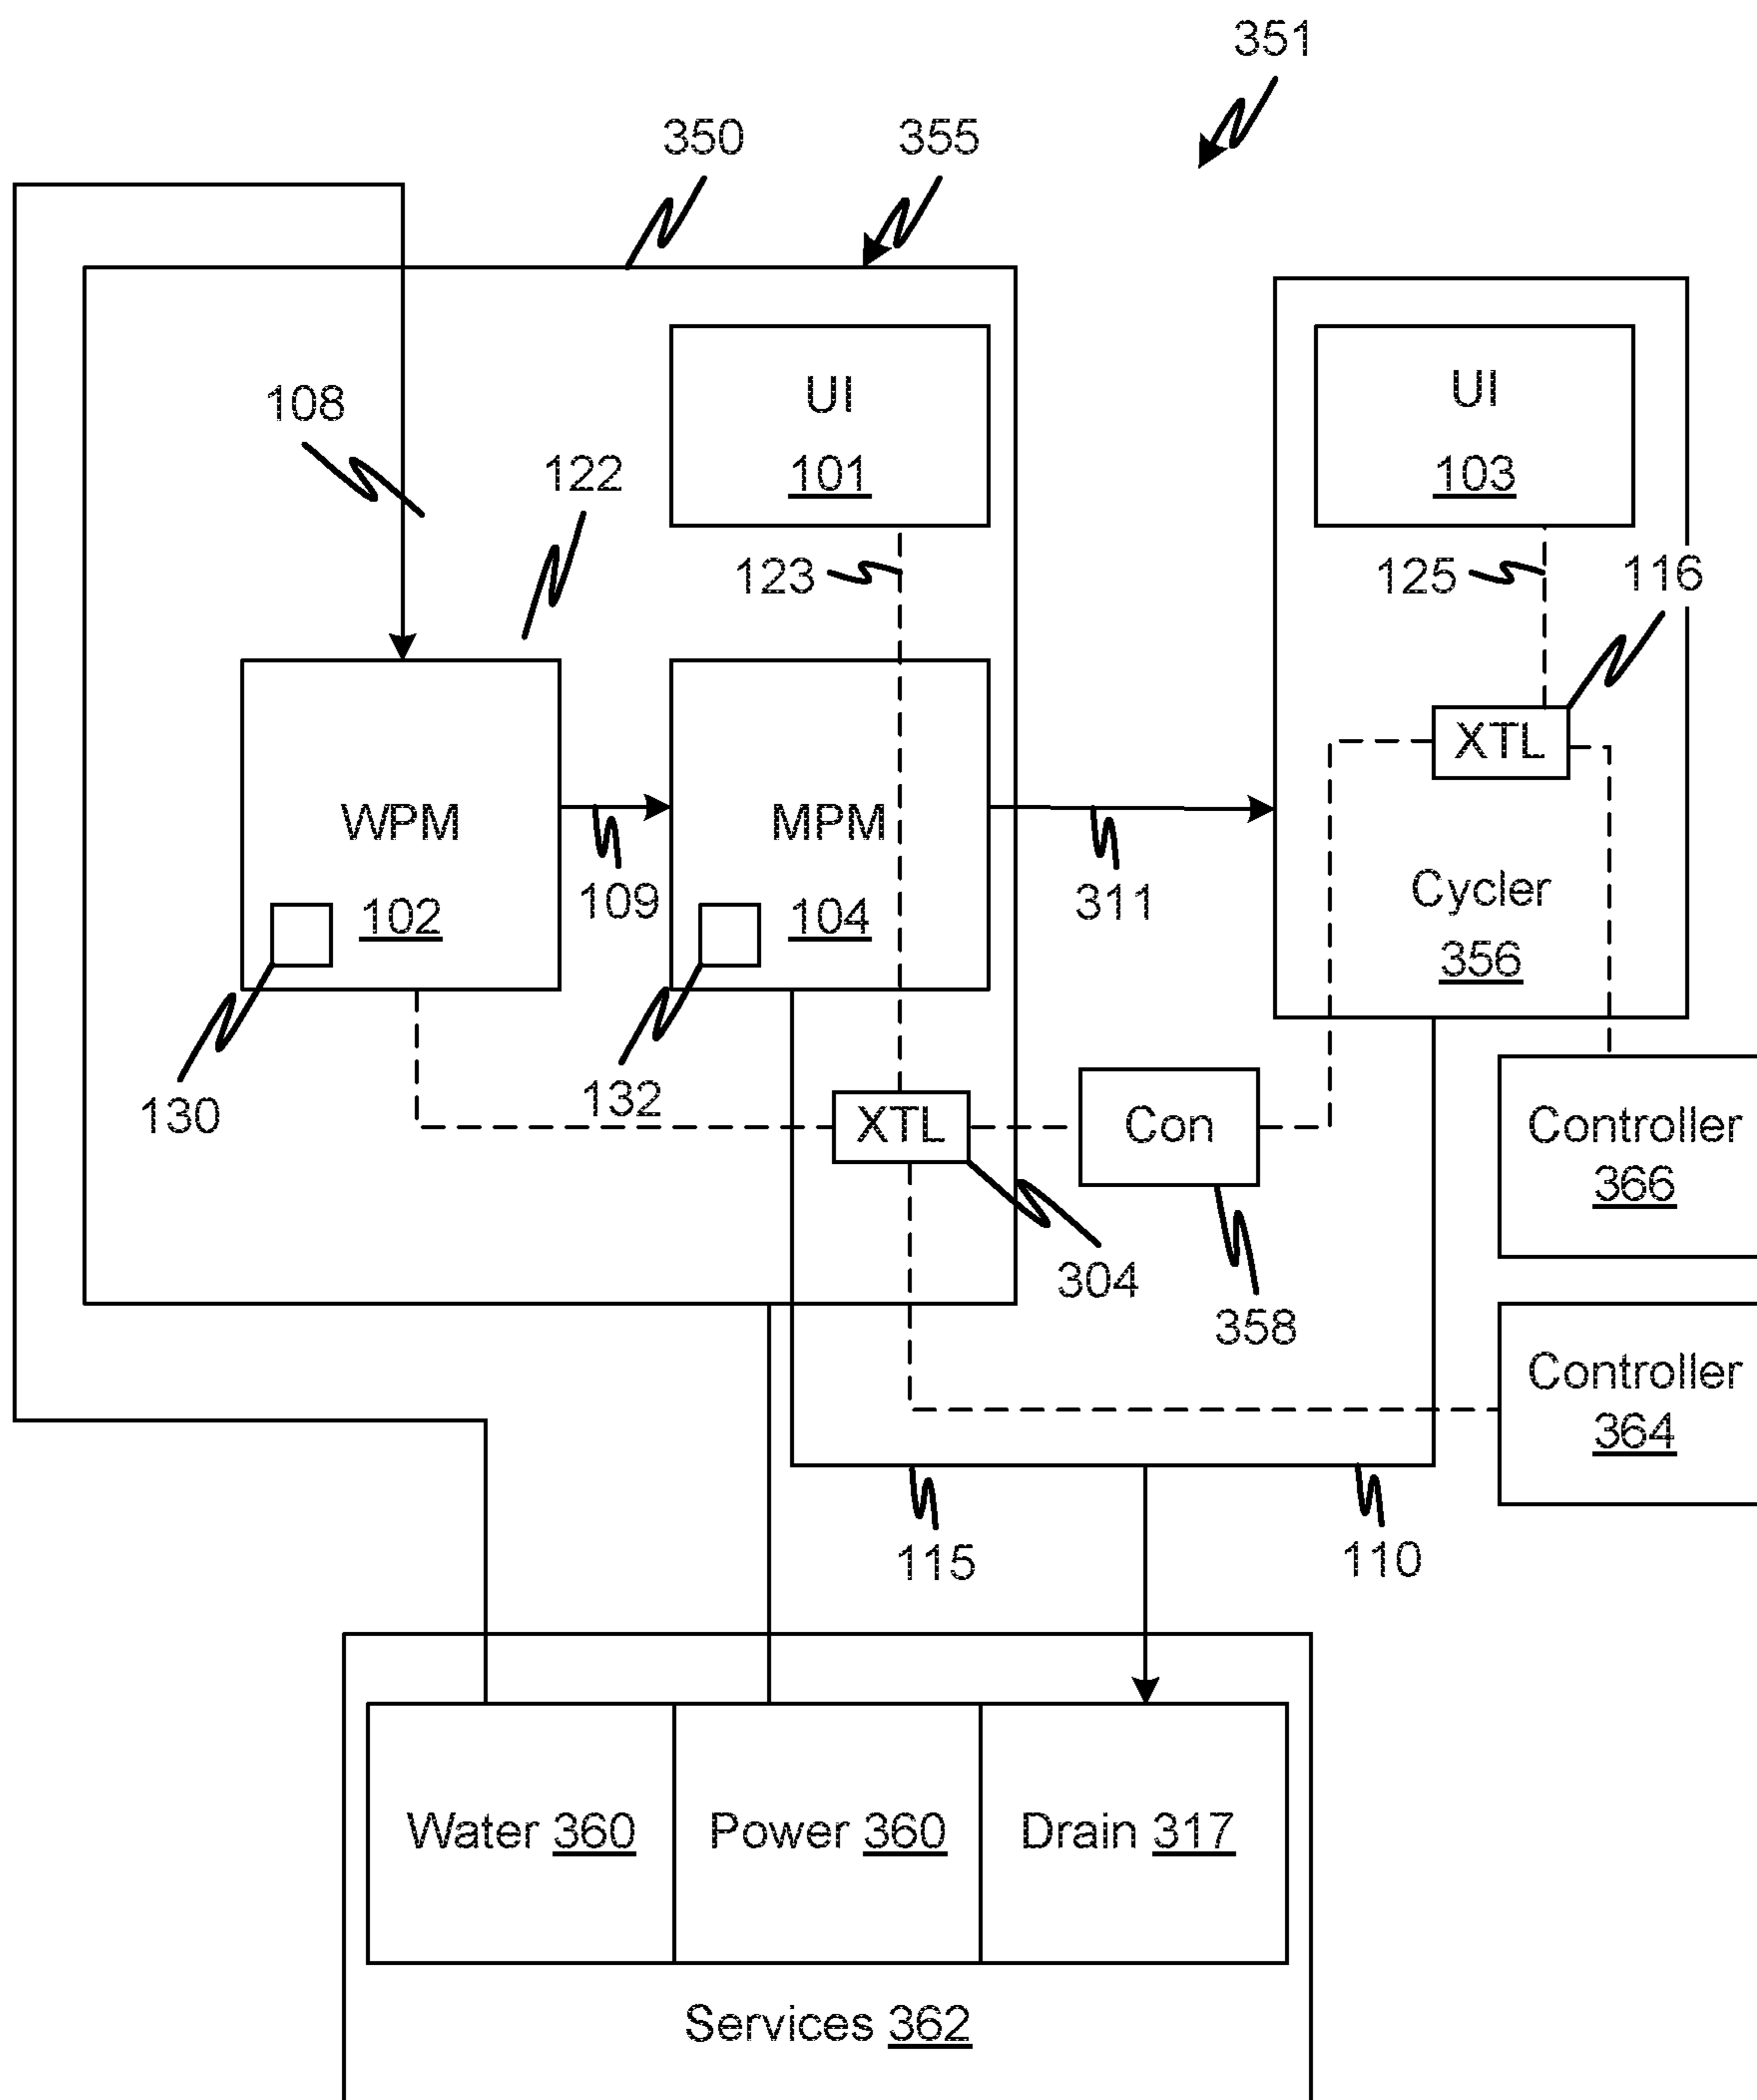 351
350
355
UI
101
UI
103
108
122
123
125
116
XTL
WPM
102
109
MPM
104
311
Cycler
356
130
132
XTL
Con
304
358
Controller
366
Controller
364
115
110
Water 360
Power 360
Drain 317
Services 362